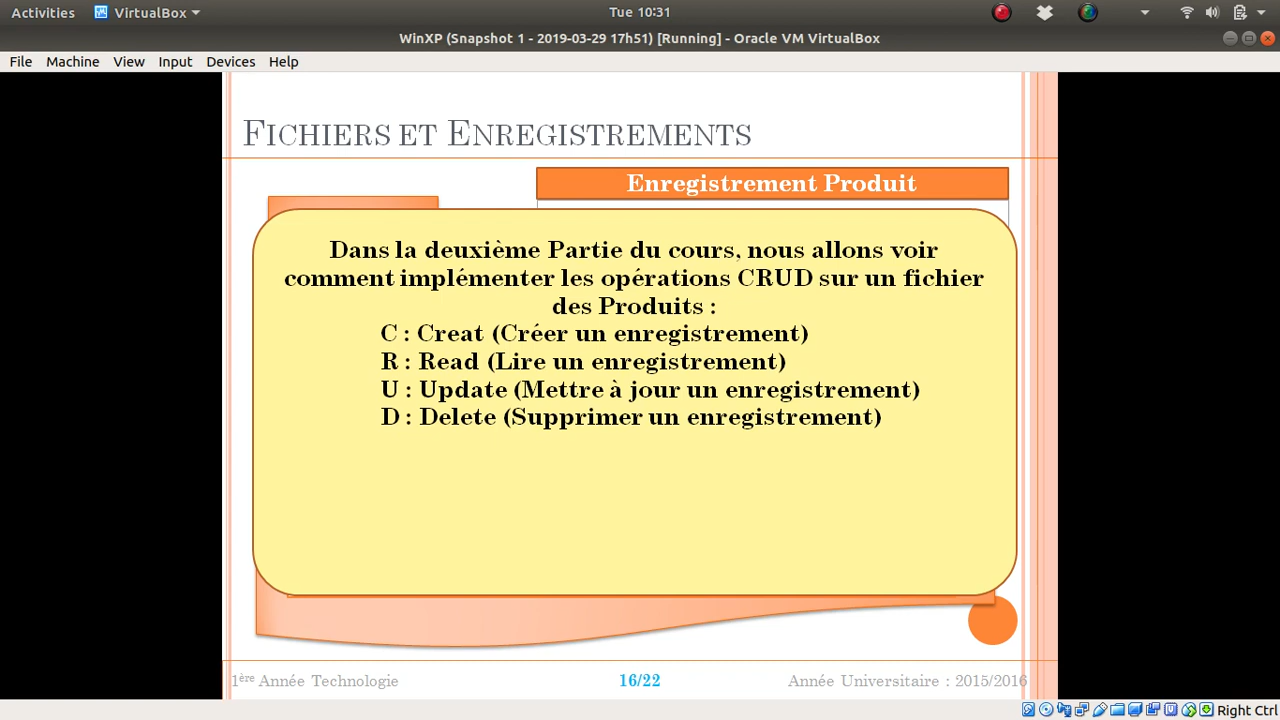 Activities VirtualBox Tue 10:31
WinXP (Snapshot 1 - 2019-03-29 17h51) [Running] - Oracle VM VirtualBox
File Machine View Input Devices Help
Fichiers et Enregistrements
Enregistrement Produit
Dans la deuxième Partie du cours, nous allons voir
comment implémenter les opérations CRUD sur un fichier
des Produits :
C : Creat (Créer un enregistrement)
R : Read (Lire un enregistrement)
U : Update (Mettre à jour un enregistrement)
D : Delete (Supprimer un enregistrement)
1ère Année Technologie 16/22 Année Universitaire : 2015/2016
Right Ctrl